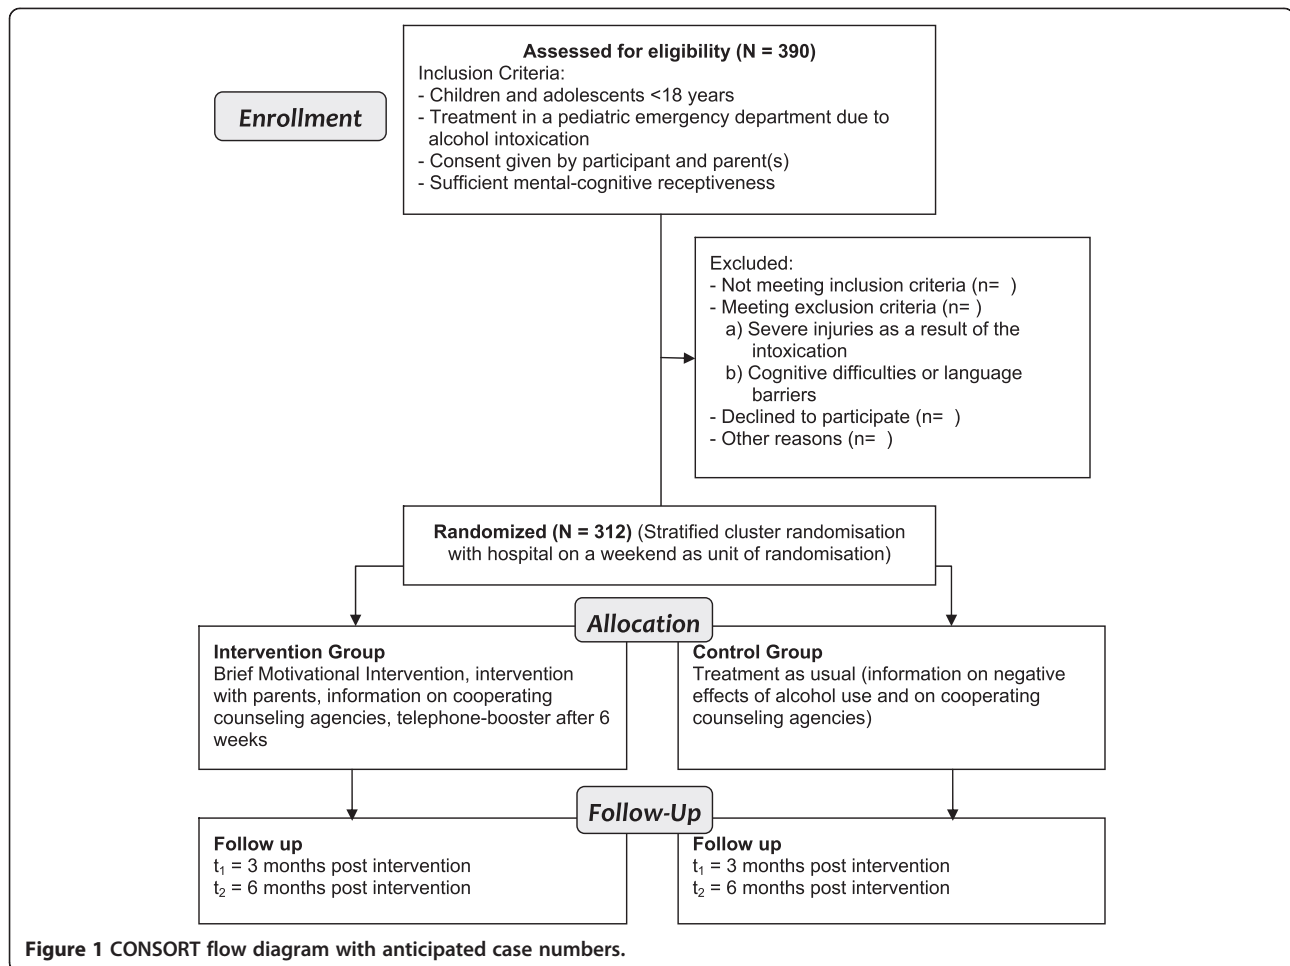 Assessed for eligibility (N = 390)
Inclusion Criteria:
- Children and adolescents <18 years
- Treatment in a pediatric emergency department due to
alcohol intoxication
- Consent given by participant and parent(s)
- Sufficient mental-cognitive receptiveness
Enrollment
Excluded:
- Not meeting inclusion criteria (n=  )
- Meeting exclusion criteria (n= )
a) Severe injuries as a result of the
intoxication
b) Cognitive difficulties or language
barriers
- Declined to participate (n=  )
- Other reasons (n=  )
Randomized (N = 312) (Stratified cluster randomisation
with hospital on a weekend as unit of randomisation)
Allocation
Intervention Group
Brief Motivational Intervention, intervention
with parents, information on cooperating
counseling agencies, telephone-booster after 6
weeks
Control Group
Treatment as usual (information on negative
effects of alcohol use and on cooperating
counseling agencies)
Follow-Up
Follow up
t₁ = 3 months post intervention
t₂ = 6 months post intervention
Follow up
t₁ = 3 months post intervention
t₂ = 6 months post intervention
Figure 1 CONSORT flow diagram with anticipated case numbers.